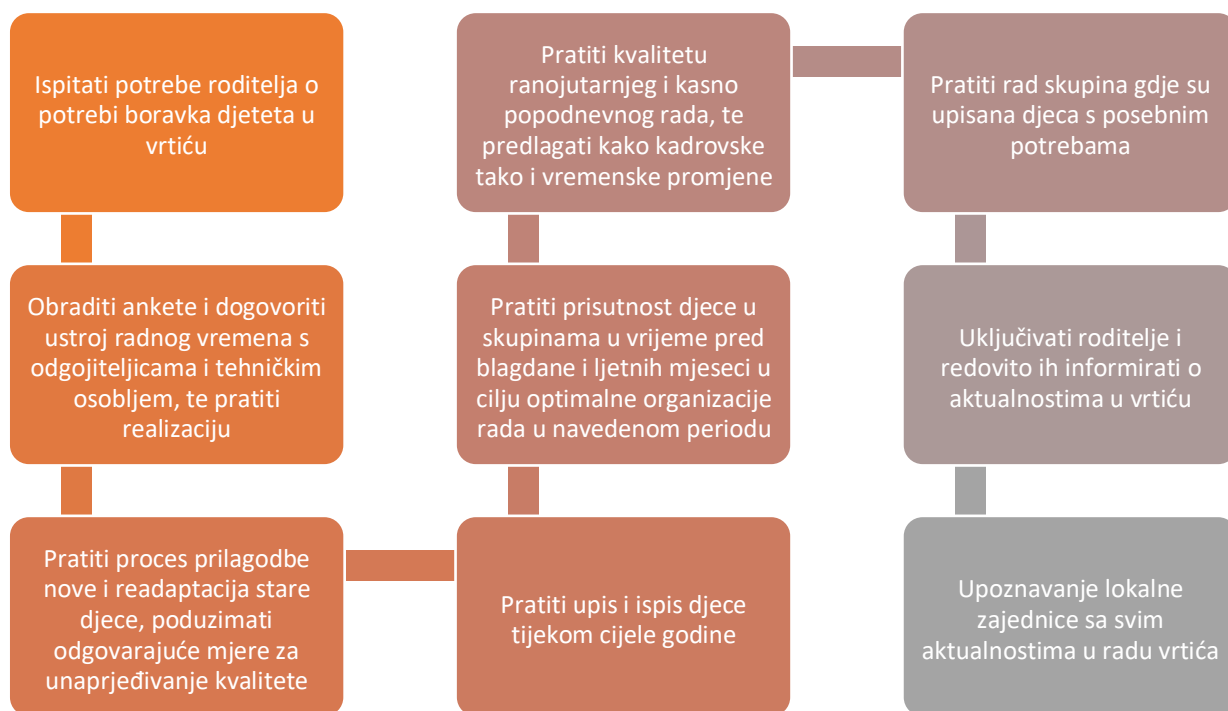 Ispitati potrebe roditelja o
potrebi boravka djeteta u
vrtiću
Obraditi ankete i dogovoriti
ustroj radnog vremena s
odgojiteljicama i tehničkim
osobljem, te pratiti
realizaciju
Pratiti proces prilagodbe
nove i readaptacija stare
djece, poduzimati
odgovarajuće mjere za
unaprjeđivanje kvalitete
Pratiti upis i ispis djece
tijekom cijele godine
Pratiti prisutnost djece u
skupinama u vrijeme pred
blagdane i ljetnih mjeseci u
cilju optimalne organizacije
rada u navedenom periodu
Pratiti kvalitetu
ranojutarnjeg i kasno
popodnevnog rada, te
predlagati kako kadrovske
tako i vremenske promjene
Pratiti rad skupina gdje su
upisana djeca s posebnim
potrebama
Uključivati roditelje i
redovito ih informirati o
aktualnostima u vrtiću
Upoznavanje lokalne
zajednice sa svim
aktualnostima u radu vrtića